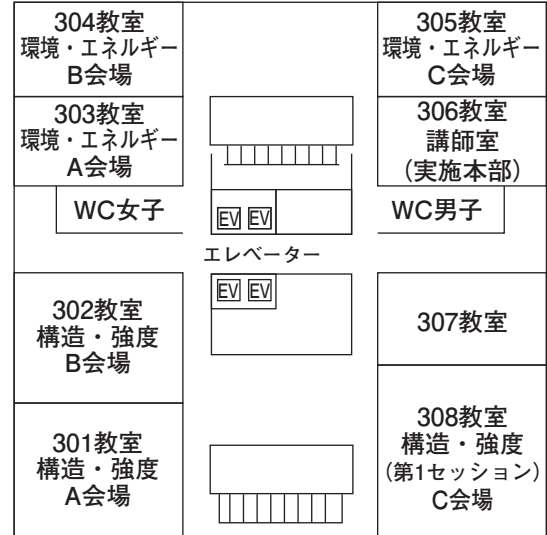 304教室
環境・エネルギー
B会場
305教室
環境・エネルギー
C会場
303教室
環境・エネルギー
A会場
306教室
講師室
(実施本部)
WC女子
EV EV
WC男子
エレベーター
EV EV
302教室
構造・強度
B会場
307教室
301教室
構造・強度
A会場
308教室
構造・強度
(第1セッション)
C会場